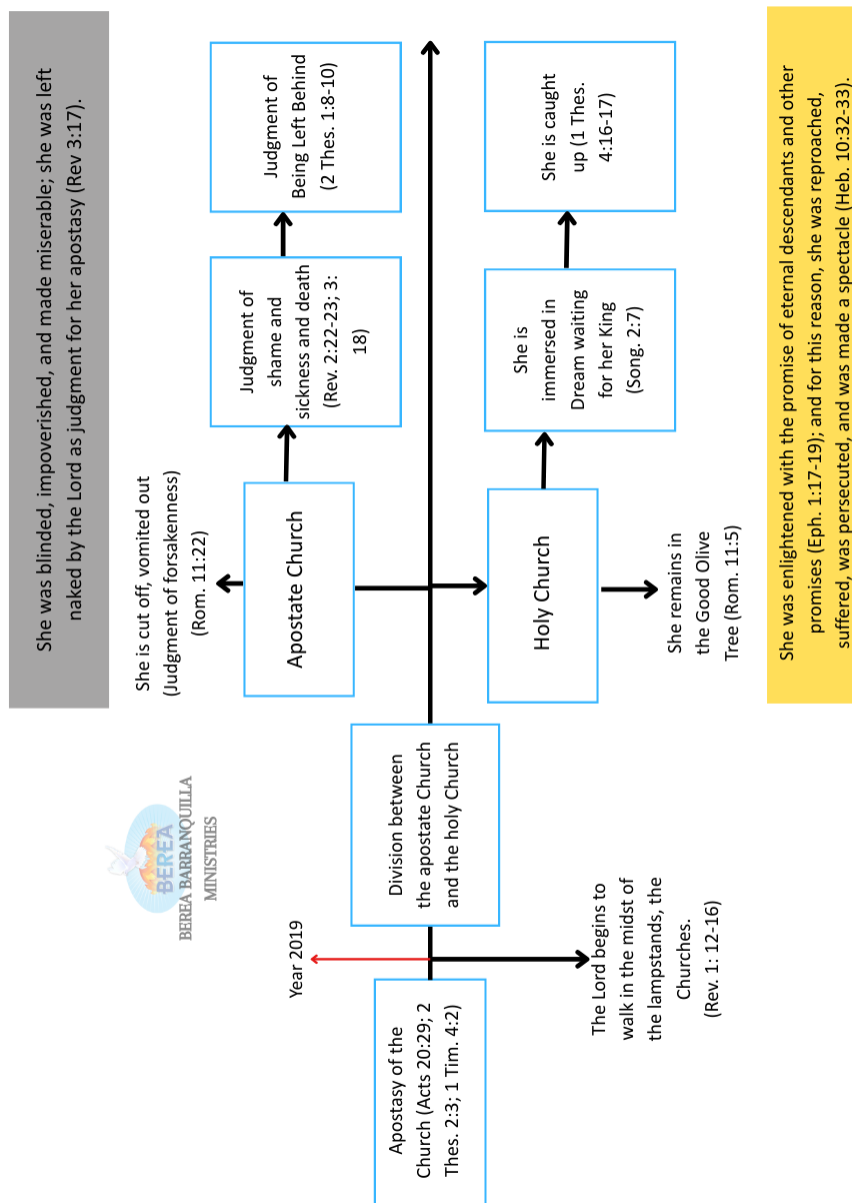 She was blinded, impoverished, and made miserable; she was left
naked by the Lord as judgment for her apostasy (Rev 3:17).
BEREA
BEREA BARRANQUILLA
MINISTRIES
She is cut off, vomited out
(Judgment of forsakenness)
(Rom. 11:22)
Judgment of
shame and
sickness and death
(Rev. 2:22-23; 3:
18)
Judgment of
Being Left Behind
(2 Thes. 1:8-10)
Apostate Church
Year 2019
Apostasy of the
Church (Acts 20:29; 2
Thes. 2:3; 1 Tim. 4:2)
Division between
the apostate Church
and the holy Church
Holy Church
She is
immersed in
Dream waiting
for her King
(Song. 2:7)
She is caught
up (1 Thes.
4:16-17)
The Lord begins to
walk in the midst of
the lampstands, the
Churches.
(Rev. 1: 12-16)
She remains in
the Good Olive
Tree (Rom. 11:5)
She was enlightened with the promise of eternal descendants and other
promises (Eph. 1:17-19); and for this reason, she was reproached,
suffered, was persecuted, and was made a spectacle (Heb. 10:32-33).